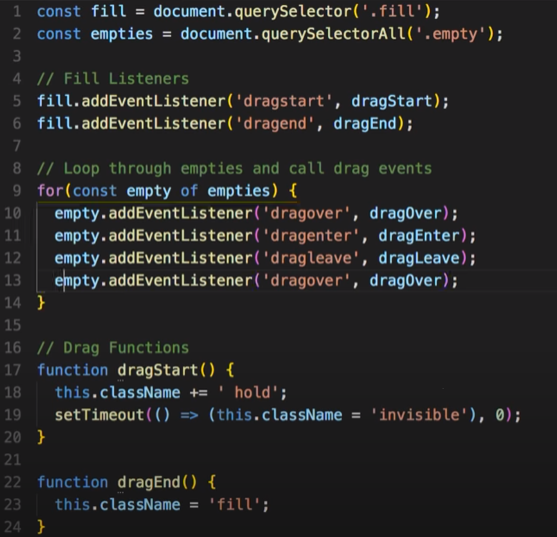 1 const fill = document.querySelector('.fill');
2 const empties = document.querySelectorAll('.empty');
3
4 // Fill Listeners
5 fill.addEventListener('dragstart', dragStart);
6 fill.addEventListener('dragend', dragEnd);
7
8 // Loop through empties and call drag events
9 for(const empty of empties) {
10   empty.addEventListener('dragover', dragOver);
11   empty.addEventListener('dragenter', dragEnter);
12   empty.addEventListener('dragleave', dragLeave);
13   empty.addEventListener('dragover', dragOver);
14 }
15
16 // Drag Functions
17 function dragStart() {
18   this.className += ' hold';
19   setTimeout(() => (this.className = 'invisible'), 0);
20 }
21
22 function dragEnd() {
23   this.className = 'fill';
24 }